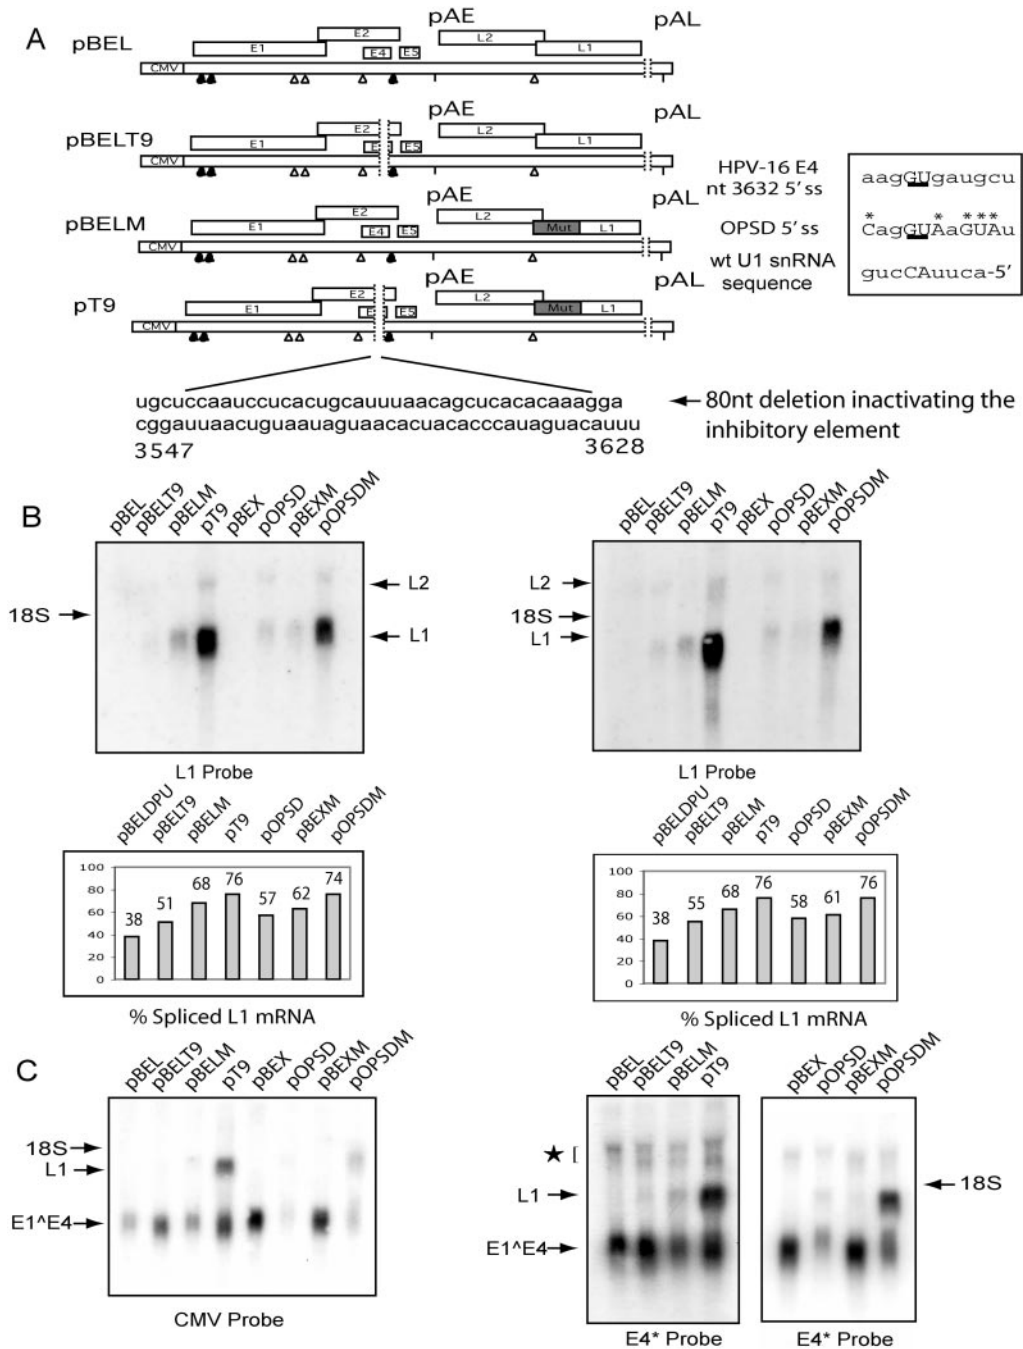 A
pBEL
pAE
pAL
E1
E2
E4
E5
L2
L1
CMV
pBELT9
pAE
pAL
E1
E2
E
E5
L2
L1
CMV
pBELM
pAE
pAL
E1
E2
E4
E5
L2
Mut
L1
CMV
pT9
pAE
pAL
E1
E2
E
E5
L2
Mut
L1
CMV
HPV-16 E4
nt 3632 5'ss
aagGUgaugcu
* * ***
OPSD 5'ss
CagGUAaGUAu
wt U1 snRNA
sequence
gucCAuuca-5'
ugcuccaauccucacugcauuuaacagcucacacaaagga
cggauuaacuguaauaguaacacuacacccauaguacauuu
3547
3628
80nt deletion inactivating the
inhibitory element
B
pBEL
pBELT9
pBELM
pT9
pBEX
pOPSD
pBEXM
pOPSDM
L2
18S
L1
L1 Probe
pBEL
pBELT9
pBELM
pT9
pBEX
pOPSD
pBEXM
pOPSDM
L2
18S
L1
L1 Probe
pBELDPU
pBELT9
pBELM
pT9
pOPSD
pBEXM
pOPSDM
100
80
60
40
20
0
38
51
68
76
57
62
74
% Spliced L1 mRNA
pBELDPU
pBELT9
pBELM
pT9
pOPSD
pBEXM
pOPSDM
100
80
60
40
20
0
38
55
68
76
58
61
76
% Spliced L1 mRNA
C
pBEL
pBELT9
pBELM
pT9
pBEX
pOPSD
pBEXM
pOPSDM
18S
L1
E1^E4
CMV Probe
pBEL
pBELT9
pBELM
pT9
★ [
L1
E1^E4
E4* Probe
pBEX
pOPSD
pBEXM
pOPSDM
18S
E4* Probe